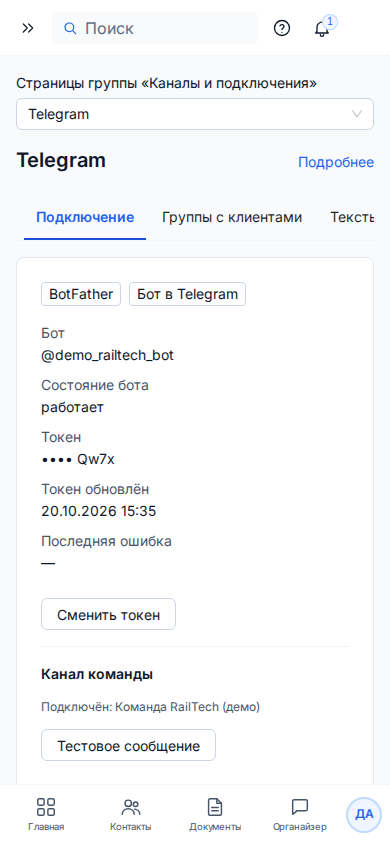 Поиск
1
Страницы группы «Каналы и подключения»
Telegram
Telegram
Подробнее
Подключение
Группы с клиентами
Тексты
BotFather
Бот в Telegram
Бот
@demo_railtech_bot
Состояние бота
работает
Токен
•••• Qw7x
Токен обновлён
20.10.2026 15:35
Последняя ошибка
—
Сменить токен
Канал команды
Подключён: Команда RailTech (демо)
Тестовое сообщение
Главная
Контакты
Документы
Органайзер
ДА